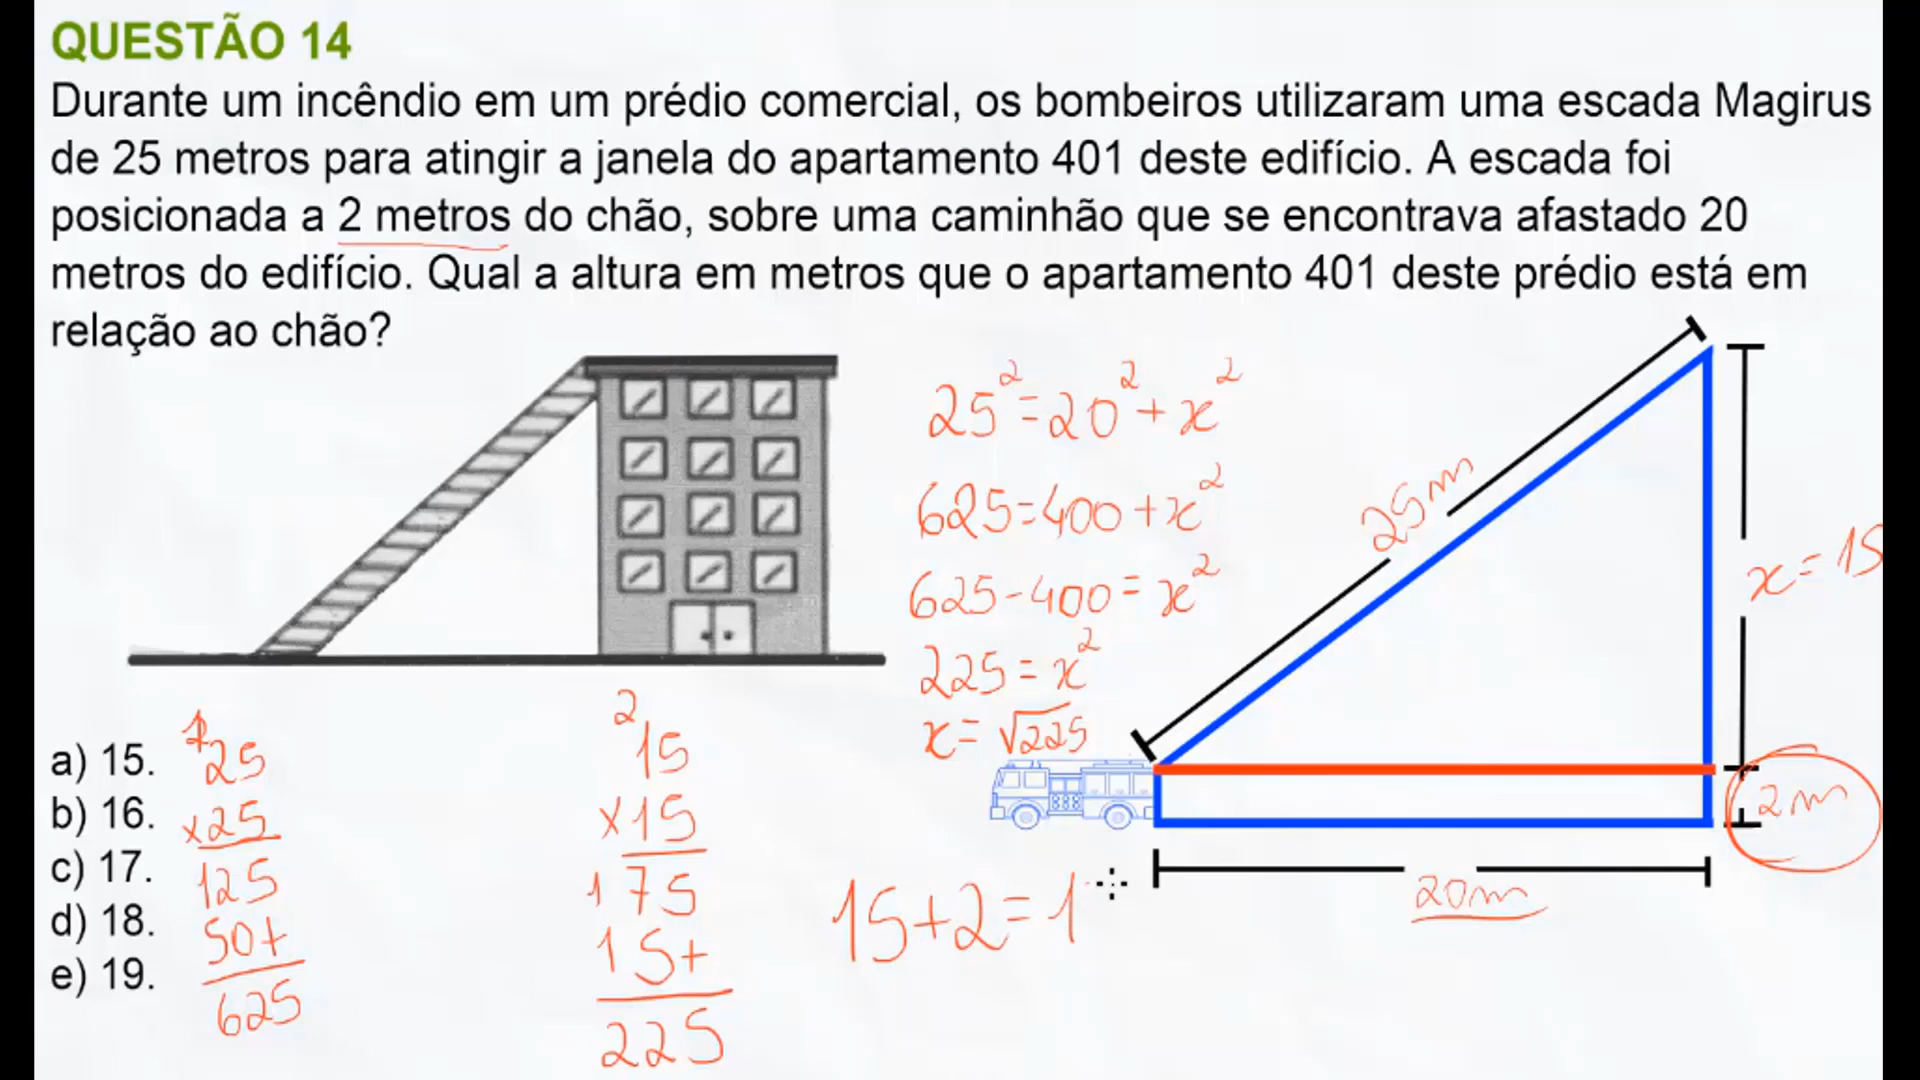 QUESTÃO 14
Durante um incêndio em um prédio comercial, os bombeiros utilizaram uma escada Magirus
de 25 metros para atingir a janela do apartamento 401 deste edifício. A escada foi
posicionada a 2 metros do chão, sobre uma caminhão que se encontrava afastado 20
metros do edifício. Qual a altura em metros que o apartamento 401 deste prédio está em
relação ao chão?
25² = 20² + x²
625 = 400 + x²
625 - 400 = x²
225 = x²
x = √225
25m
x = 15
2m
20m
a) 15.
b) 16.
c) 17.
d) 18.
e) 19.
2
25
x25
125
50+
625
2
15
x15
175
15+
225
15+2=1